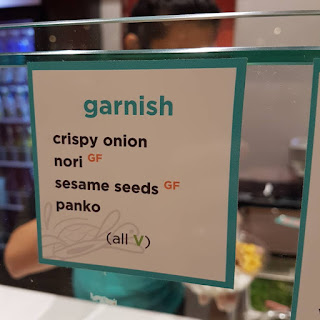 garnish
crispy onion
nori GF
sesame seeds GF
panko
(all V)